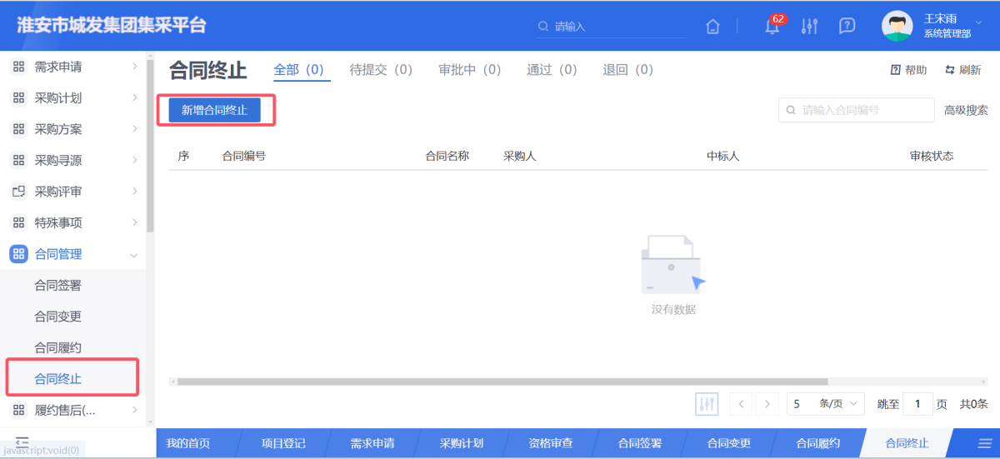 淮安市城发集团集采平台
请输入
62
王宋雨
系统管理部
需求申请
采购计划
采购方案
采购寻源
采购评审
特殊事项
合同管理
合同签署
合同变更
合同履约
合同终止
履约售后(...
javascript:void(0)
合同终止 全部（0） 待提交（0） 审批中（0） 通过（0） 退回（0） 帮助 刷新
新增合同终止 请输入合同编号 高级搜索
序 合同编号 合同名称 采购人 中标人 审核状态
没有数据
5 条/页 跳至 1 页 共0条
我的首页 项目登记 需求申请 采购计划 资格审查 合同签署 合同变更 合同履约 合同终止